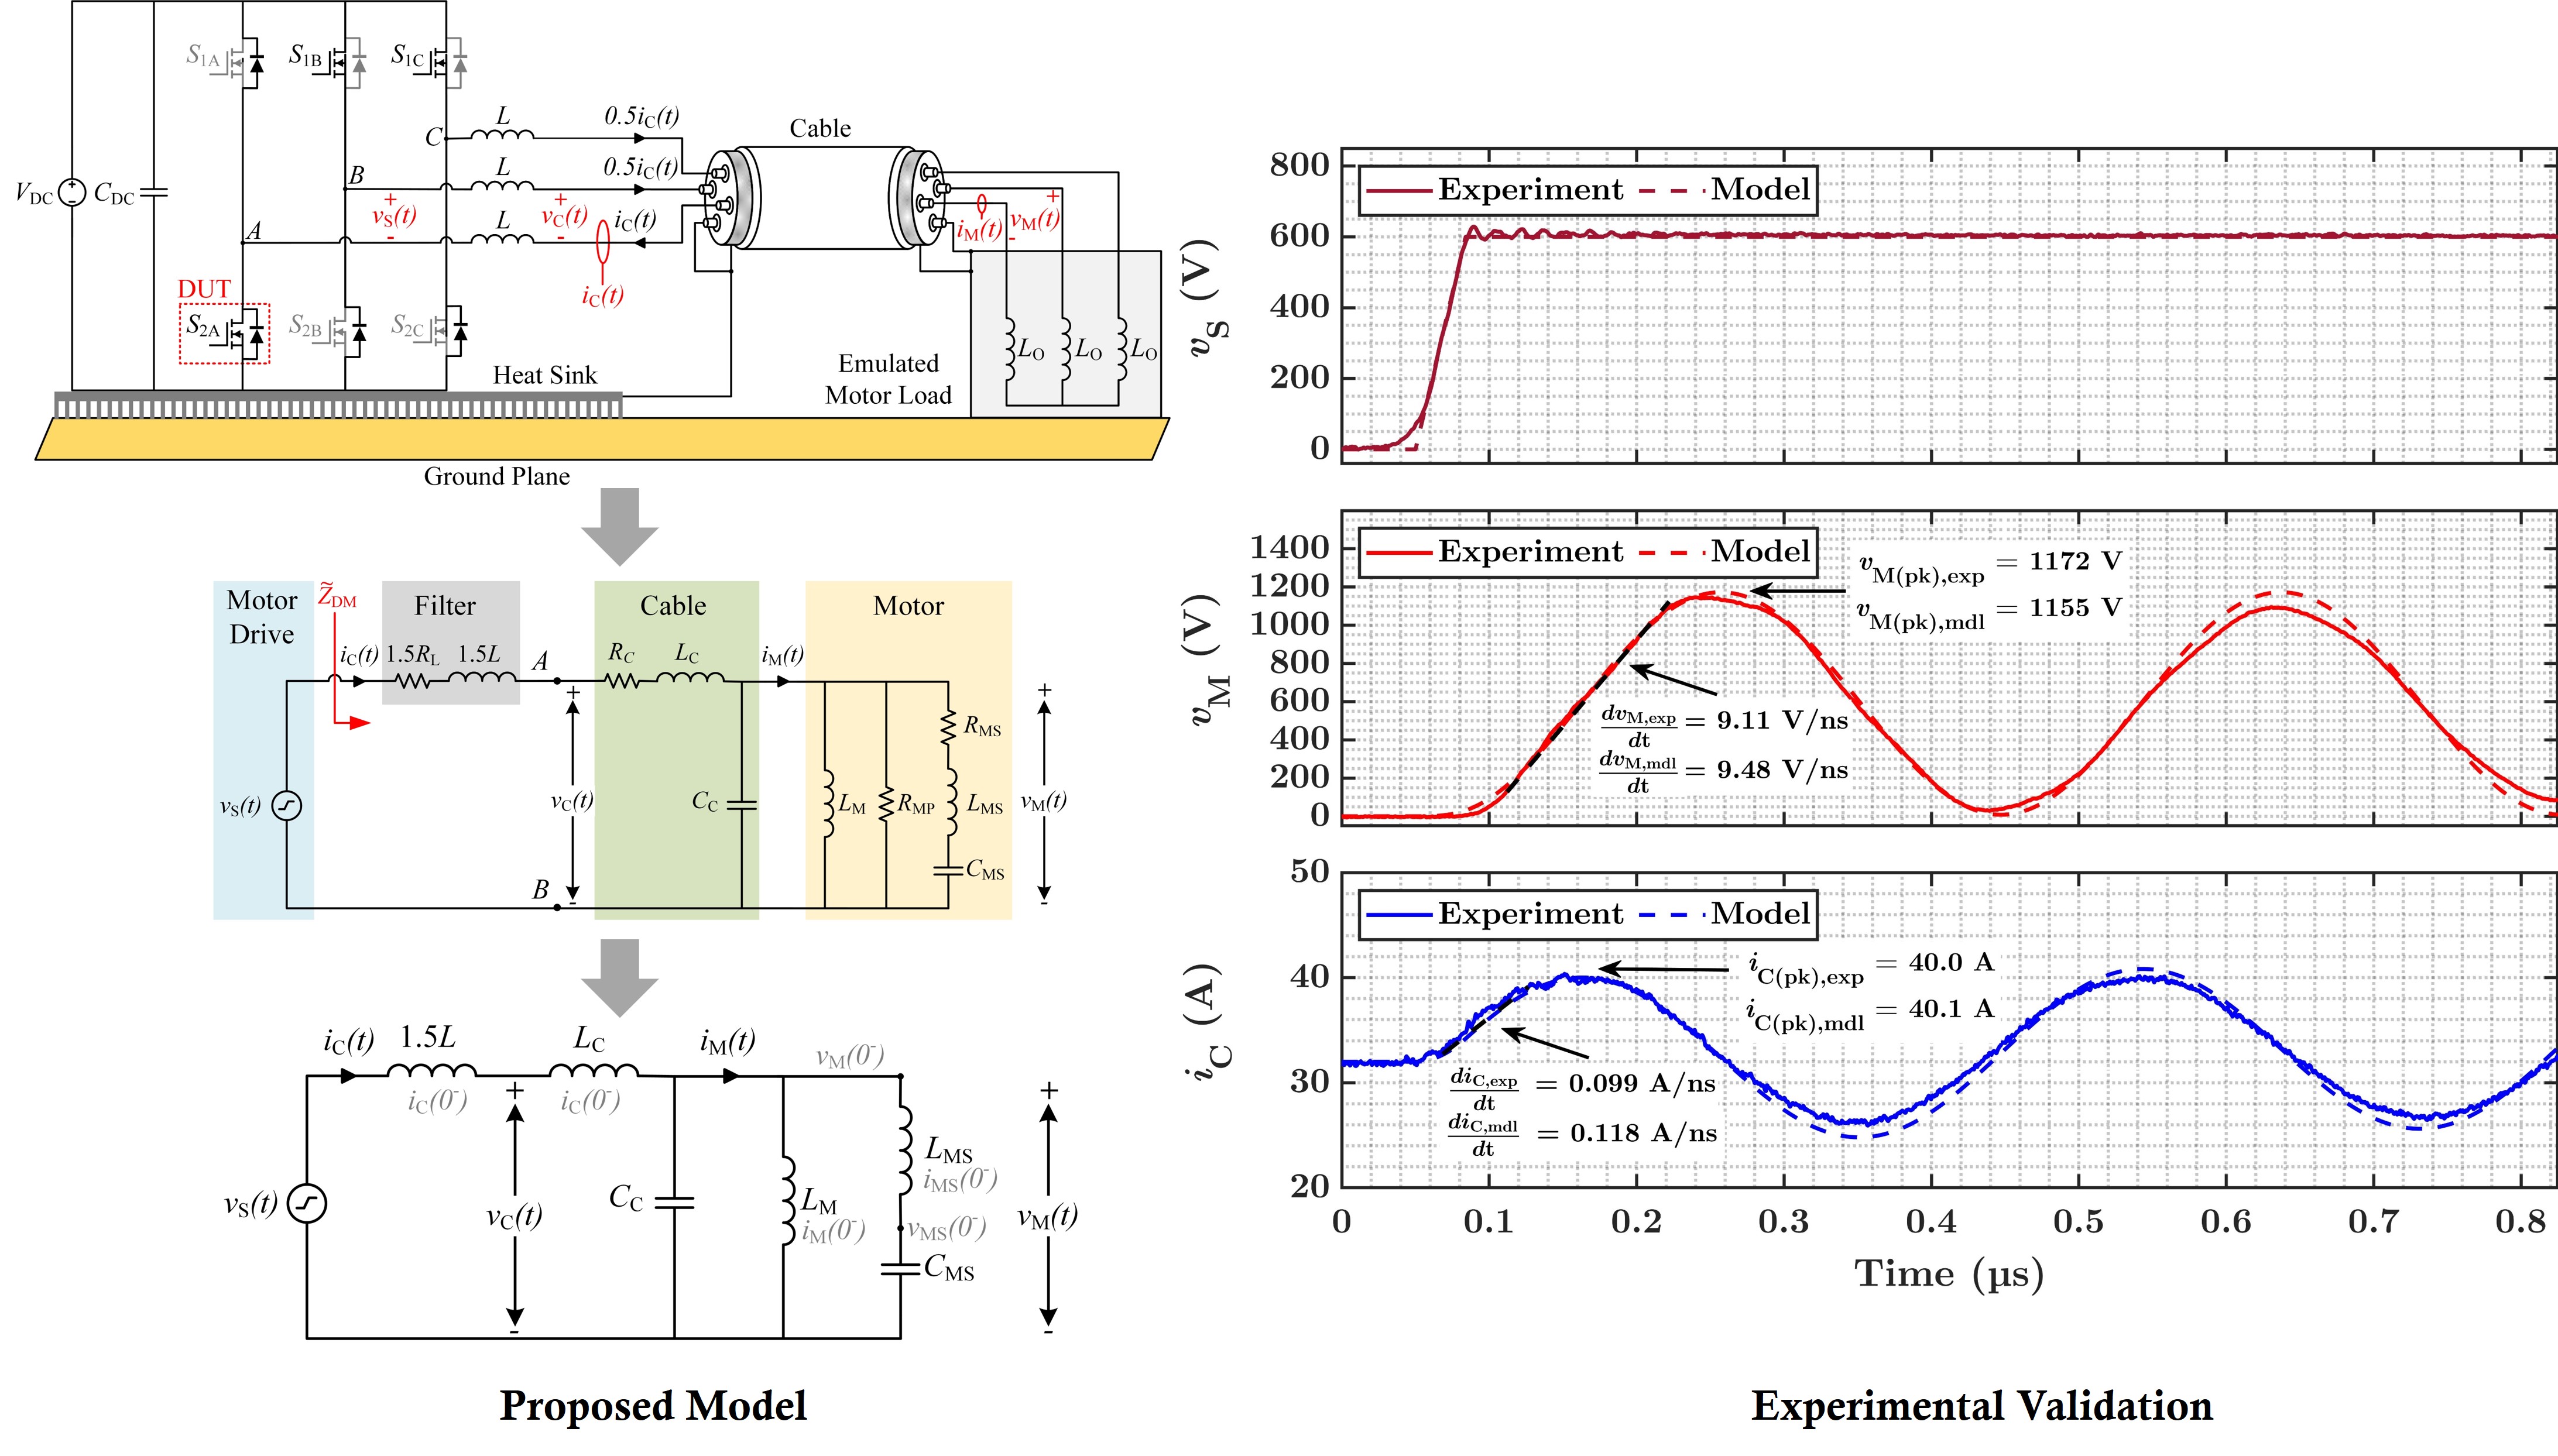 S1A
S1B
S1C
L
0.5iC(t)
Cable
C
L
0.5iC(t)
B
VDC
+
-
CDC
+
vS(t)
-
+
vC(t)
-
L
iC(t)
A
iC(t)
iM(t)
+
vM(t)
-
DUT
S2A
S2B
S2C
Heat Sink
Emulated
Motor Load
LO
LO
LO
Ground Plane
Motor
Drive
Z̃DM
Filter
Cable
Motor
iC(t)
1.5RL
1.5L
A
RC
LC
iM(t)
+
+
RMS
vS(t)
vC(t)
CC
LM
RMP
LMS
vM(t)
CMS
B
-
-
iC(t)
1.5L
LC
iM(t)
vM(0-)
iC(0-)
iC(0-)
+
+
LMS
iMS(0-)
vS(t)
vC(t)
CC
LM
iM(0-)
vMS(0-)
vM(t)
CMS
-
-
Proposed Model
vS (V)
800
600
400
200
0
Experiment Model
vM (V)
1400
1200
1000
800
600
400
200
0
Experiment Model
vM(pk),exp = 1172 V
vM(pk),mdl = 1155 V
dvM,exp/dt = 9.11 V/ns
dvM,mdl/dt = 9.48 V/ns
iC (A)
50
40
30
20
Experiment Model
iC(pk),exp = 40.0 A
iC(pk),mdl = 40.1 A
diC,exp/dt = 0.099 A/ns
diC,mdl/dt = 0.118 A/ns
0 0.1 0.2 0.3 0.4 0.5 0.6 0.7 0.8
Time (μs)
Experimental Validation